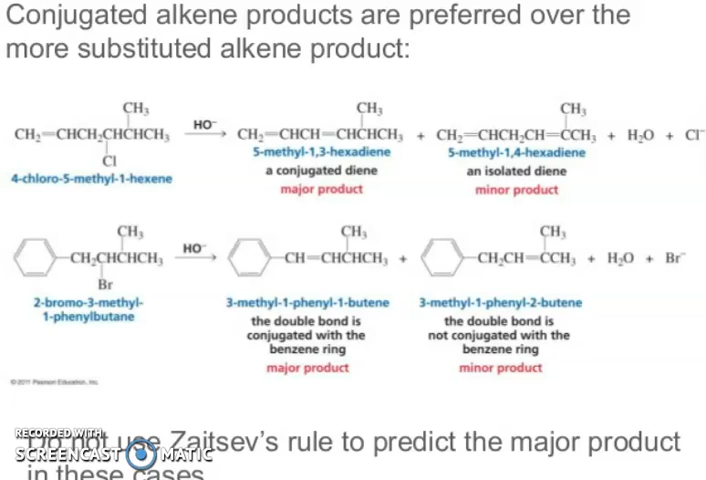 Conjugated alkene products are preferred over the
more substituted alkene product:
CH₃ CH₃ CH₃
CH₂=CHCH₂CHCHCH₃ HO⁻ CH₂=CHCH=CHCHCH₃ + CH₂=CHCH₂CH=CCH₃ + H₂O + Cl⁻
Cl
4-chloro-5-methyl-1-hexene
5-methyl-1,3-hexadiene
a conjugated diene
major product
5-methyl-1,4-hexadiene
an isolated diene
minor product
CH₃ CH₃ CH₃
CH₂CHCHCH₃ HO⁻ CH=CHCHCH₃ + CH₂CH=CCH₃ + H₂O + Br⁻
Br
2-bromo-3-methyl-
1-phenylbutane
3-methyl-1-phenyl-1-butene
the double bond is
conjugated with the
benzene ring
major product
3-methyl-1-phenyl-2-butene
the double bond is
not conjugated with the
benzene ring
minor product
© 2011 Pearson Education, Inc.
Do not use Zaitsev's rule to predict the major product
in these cases
RECORDED WITH
SCREENCAST MATIC